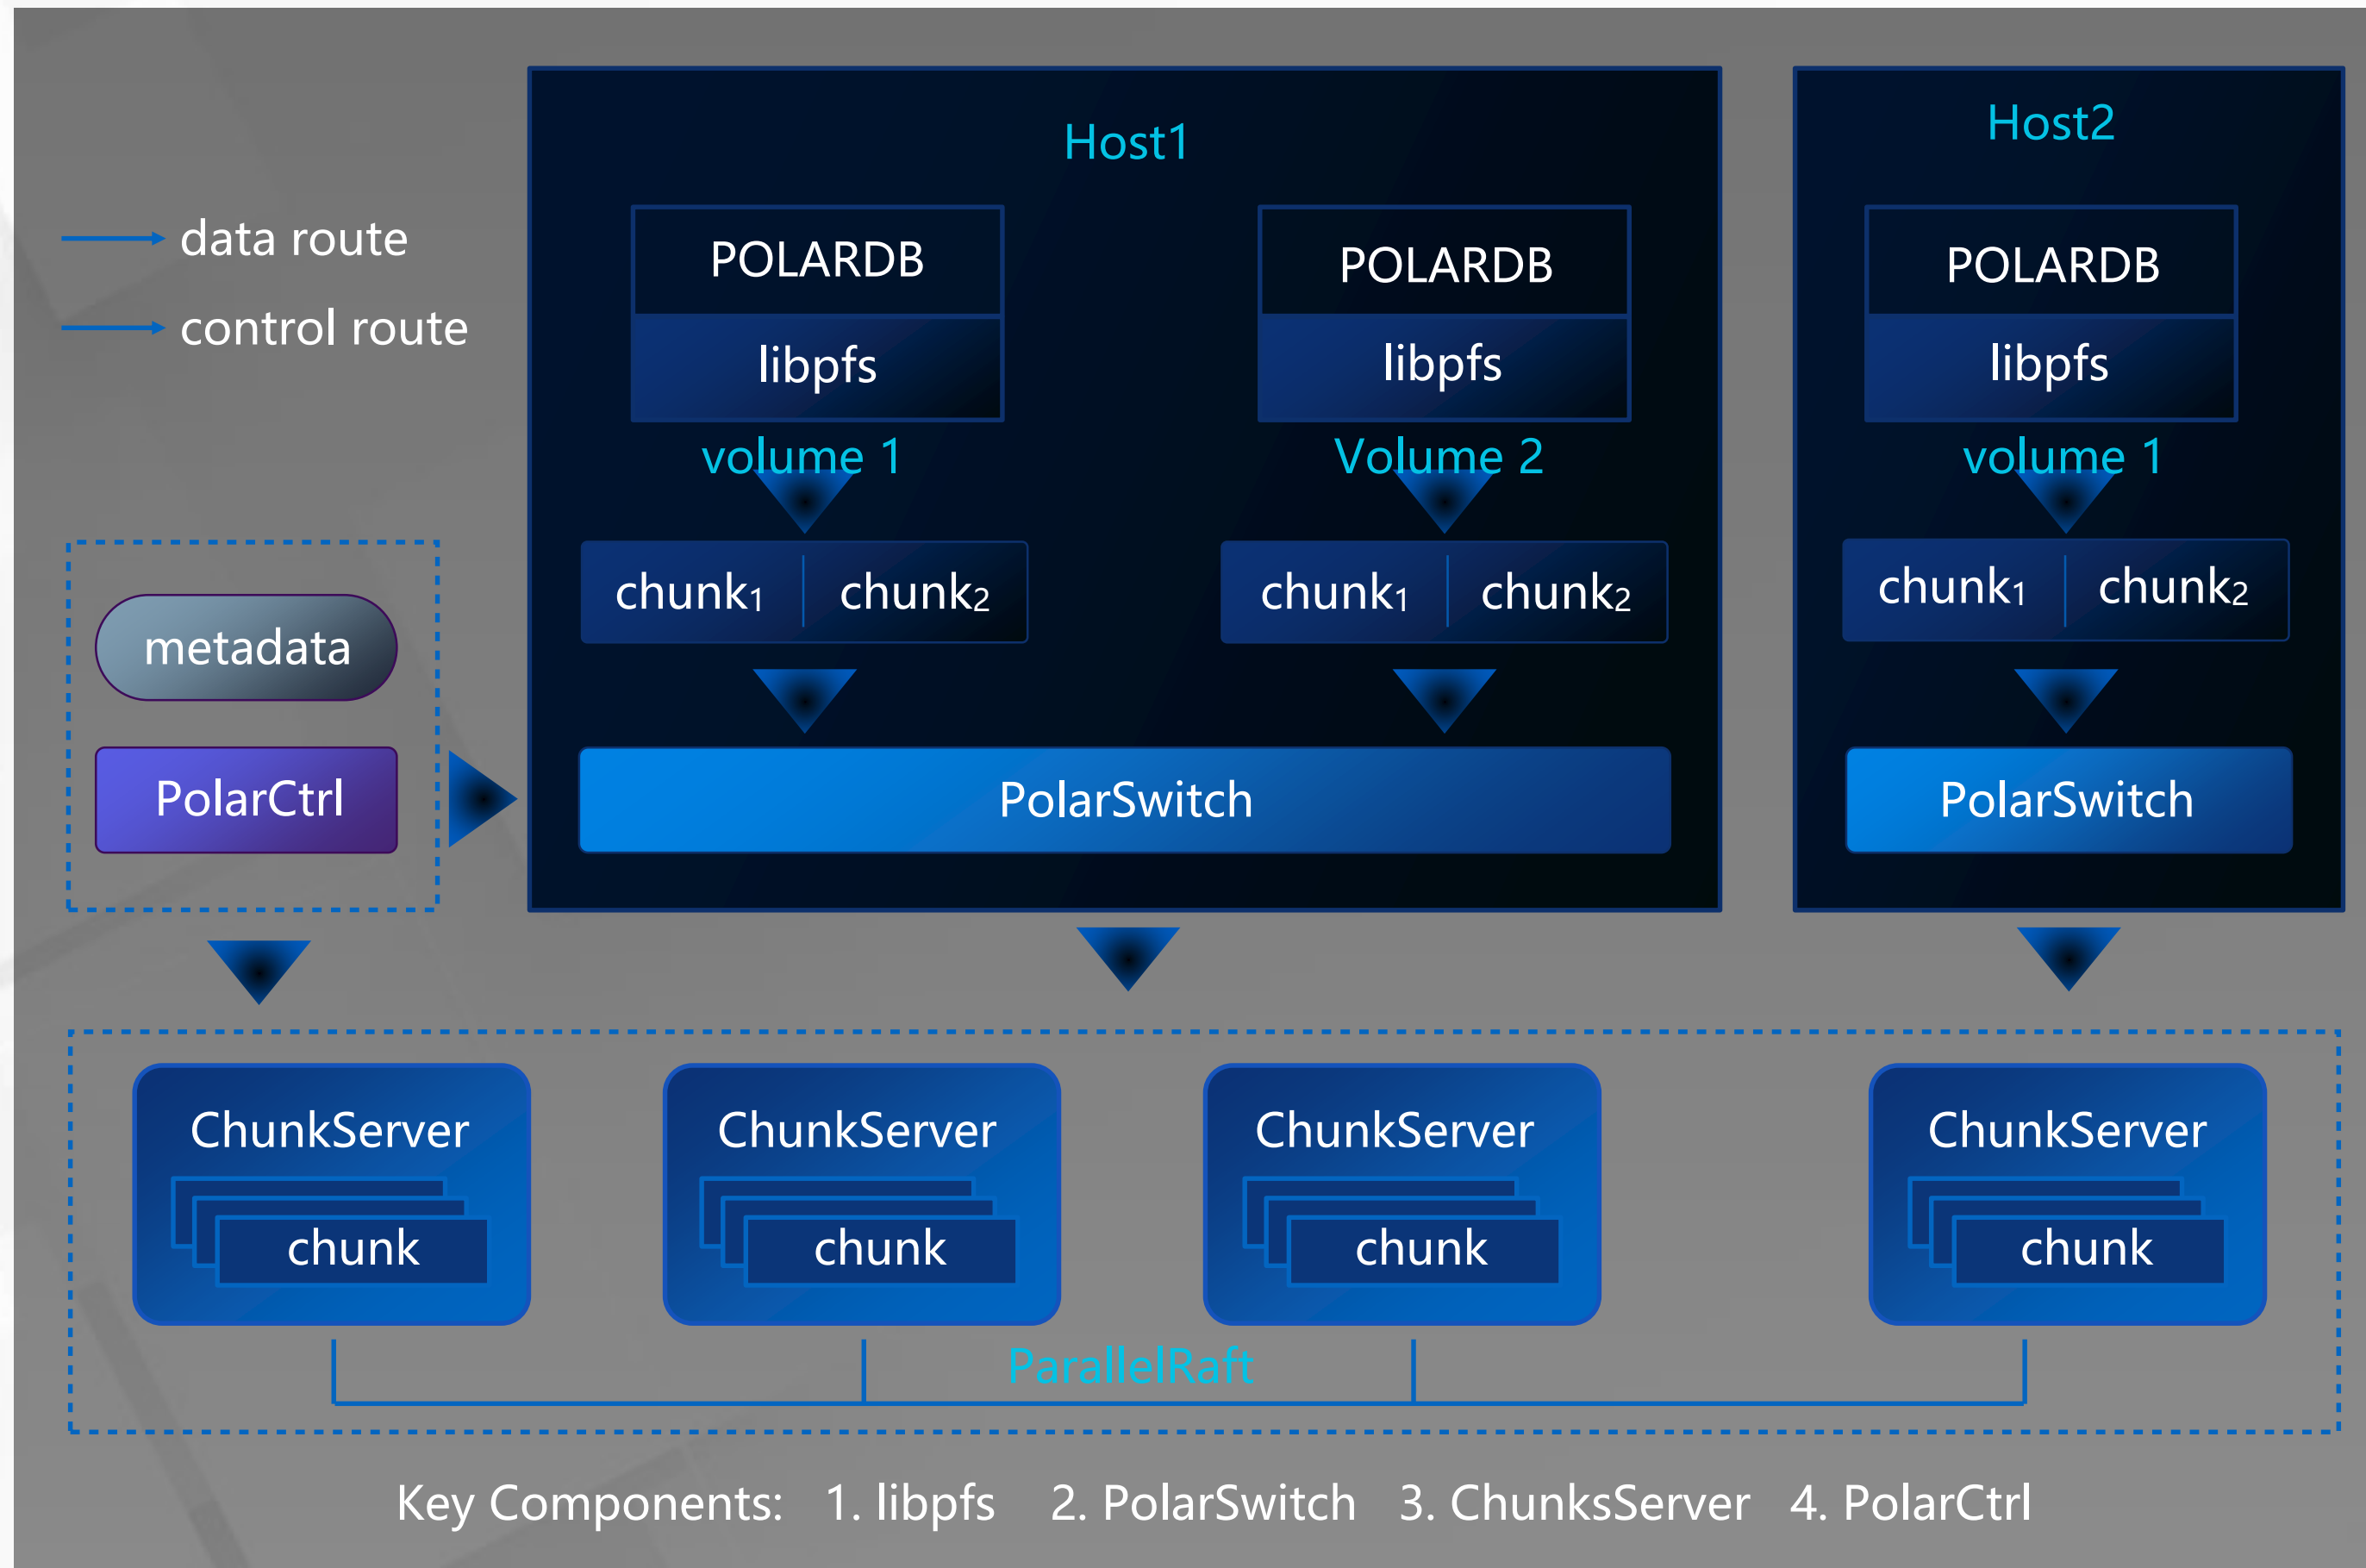 data route
control route
Host1
POLARDB
libpfs
volume 1
chunk₁ chunk₂
POLARDB
libpfs
Volume 2
chunk₁ chunk₂
PolarSwitch
Host2
POLARDB
libpfs
volume 1
chunk₁ chunk₂
PolarSwitch
metadata
PolarCtrl
ChunkServer
chunk
ChunkServer
chunk
ChunkServer
chunk
ChunkServer
chunk
ParallelRaft
Key Components: 1. libpfs 2. PolarSwitch 3. ChunksServer 4. PolarCtrl